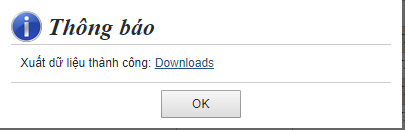 Thông báo
Xuất dữ liệu thành công: Downloads
OK